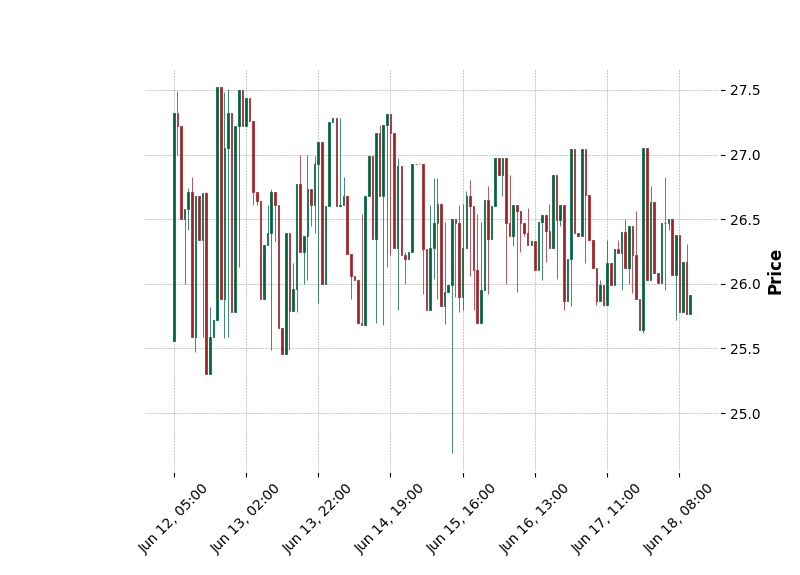 27.5
27.0
26.5
26.0
25.5
25.0
Price
Jun 12, 05:00
Jun 13, 02:00
Jun 13, 22:00
Jun 14, 19:00
Jun 15, 16:00
Jun 16, 13:00
Jun 17, 11:00
Jun 18, 08:00